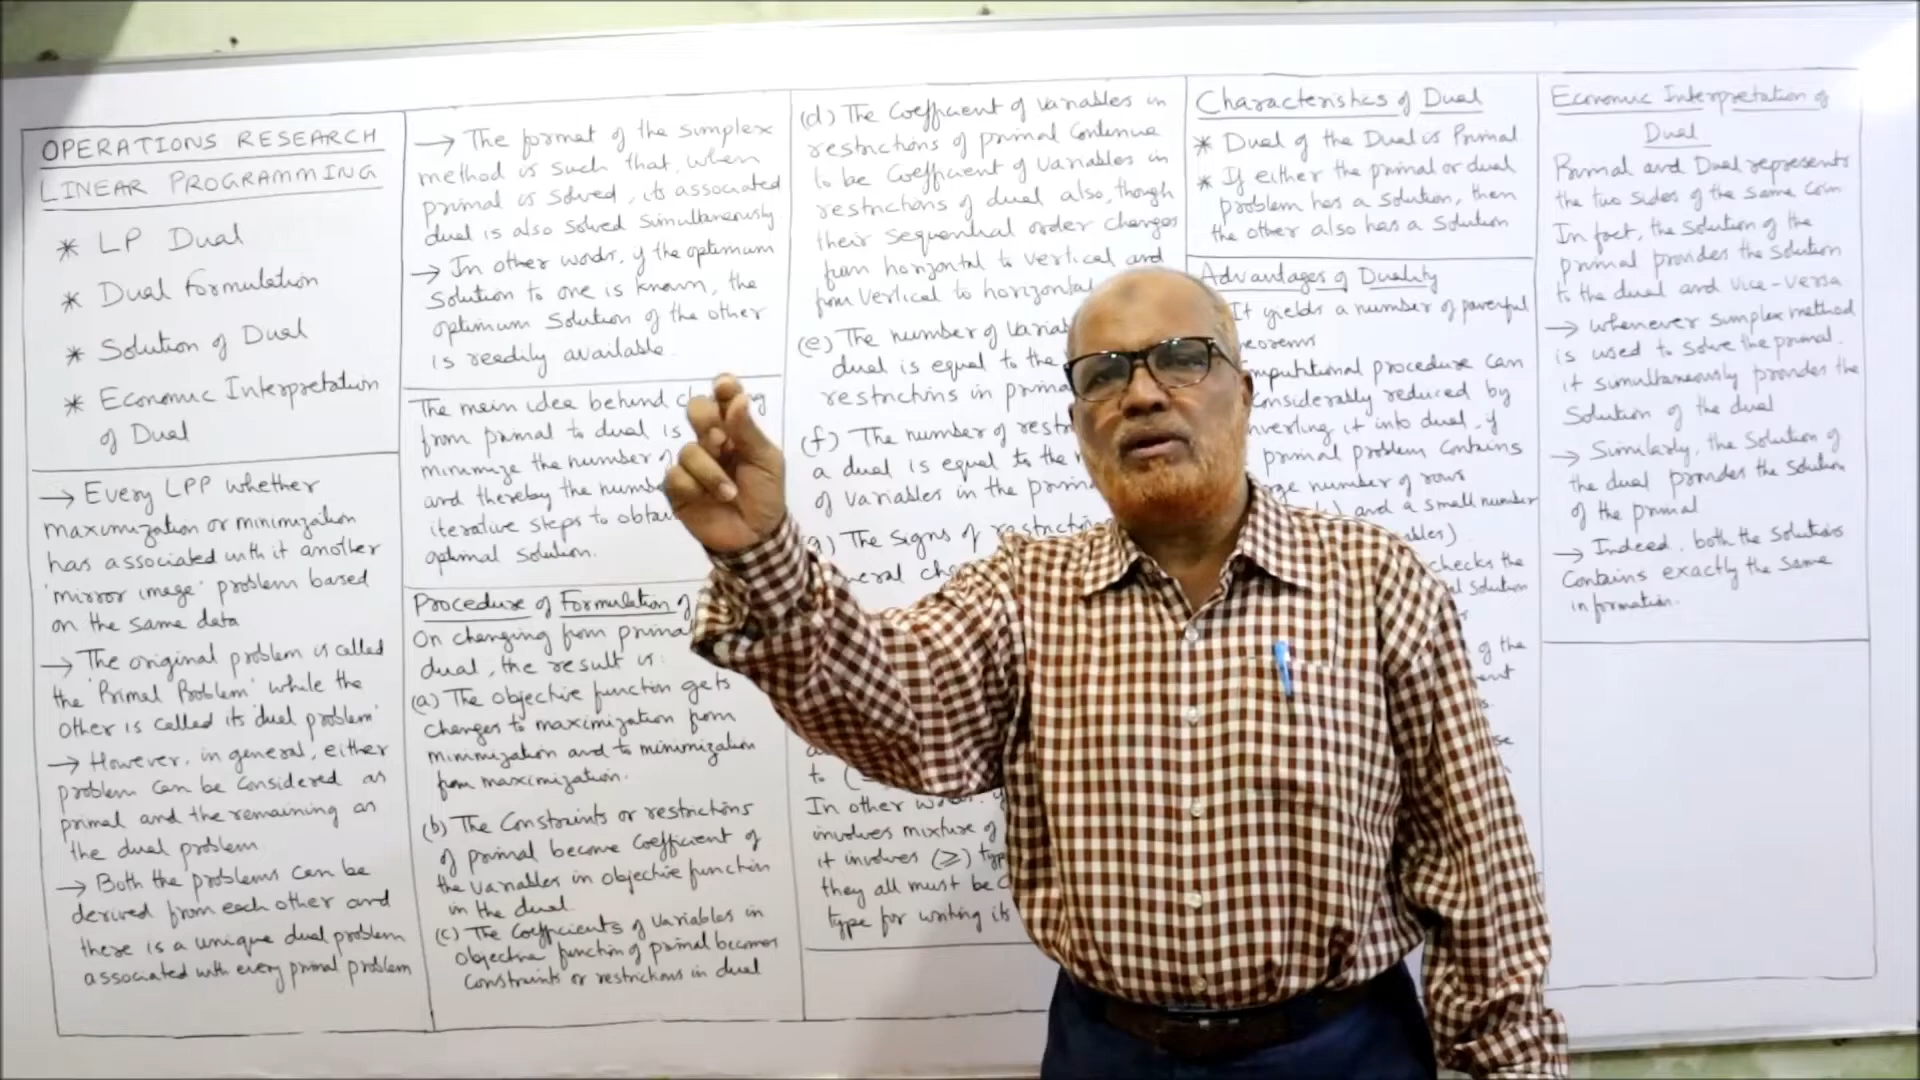 OPERATIONS RESEARCH
LINEAR PROGRAMMING
* LP Dual
* Dual Formulation
* Solution of Dual
* Economic Interpretation
of Dual
→ Every LPP whether
maximization or minimization
has associated with it another
'mirror image' problem based
on the same data
→ The original problem is called
the 'Primal Problem' while the
other is called its 'dual problem'
→ However, in general, either
problem can be considered as
primal and the remaining as
the dual problem.
→ Both the problems can be
derived from each other and
there is a unique dual problem
associated with every primal problem
→ The format of the simplex
method is such that, when
primal is solved, its associated
dual is also solved simultaneously
→ In other words, if the optimum
solution to one is known, the
optimum solution of the other
is readily available.
The main idea behind
from primal to dual is
minimize the number of
and thereby the
iterative steps to obtain
optimal solution.
Procedure of Formulation of
On changing from primal
dual, the result is:
(a) The objective function gets
changes to maximization from
minimization and to minimization
from maximization.
(b) The constraints or restrictions
of primal become coefficient of
the variables in objective function
in the dual.
(c) The coefficients of variables in
objective function of primal becomes
constraints or restrictions in dual
(d) The coefficient of variables in
restrictions of primal continue
to be coefficient of variables in
restrictions of dual also, though
their sequential order changes
from horizontal to vertical and
from vertical to horizontal
(e) The number of
dual is equal to the
restrictions in
(f) The number of
a dual is equal to the
of variables in the
(g) The signs of
to
In other
involves mixture of
it involves (≥)
they all must be
type for writing its
Characteristics of Dual
* Dual of the Dual is Primal
* If either the primal or dual
problem has a solution, then
the other also has a solution
Advantages of Duality
It yields a number of powerful
procedure can
considerably reduced by
it into dual, if
primal problem contains
number of rows
and a small number
checks the
solution
of the
Economic Interpretation of
Dual
Primal and Dual represents
the two sides of the same coin
In fact, the solution of the
primal provides the solution
to the dual and vice-versa
→ whenever simplex method
is used to solve the primal.
it simultaneously provides the
solution of the dual
→ Similarly, the solution of
the dual provides the solution
of the primal
→ Indeed, both the solutions
contains exactly the same
information.